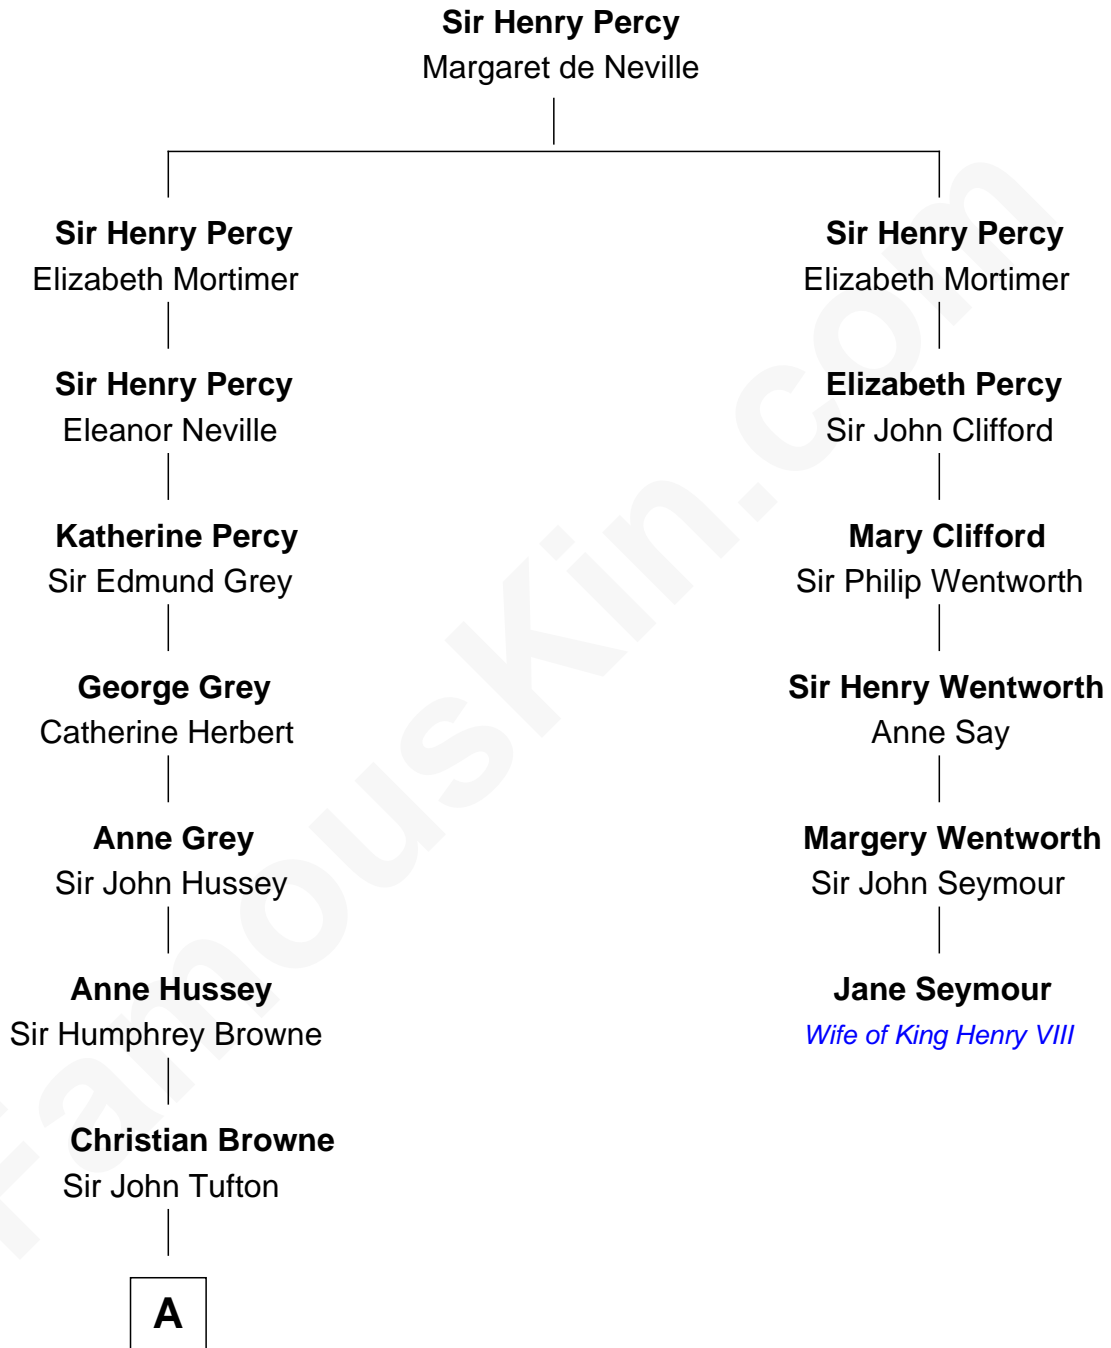 Sir Henry Percy
Margaret de Neville
Sir Henry Percy
Elizabeth Mortimer
Sir Henry Percy
Eleanor Neville
Katherine Percy
Sir Edmund Grey
George Grey
Catherine Herbert
Anne Grey
Sir John Hussey
Anne Hussey
Sir Humphrey Browne
Christian Browne
Sir John Tufton
A
Sir Henry Percy
Elizabeth Mortimer
Elizabeth Percy
Sir John Clifford
Mary Clifford
Sir Philip Wentworth
Sir Henry Wentworth
Anne Say
Margery Wentworth
Sir John Seymour
Jane Seymour
Wife of King Henry VIII
FamousKin.com